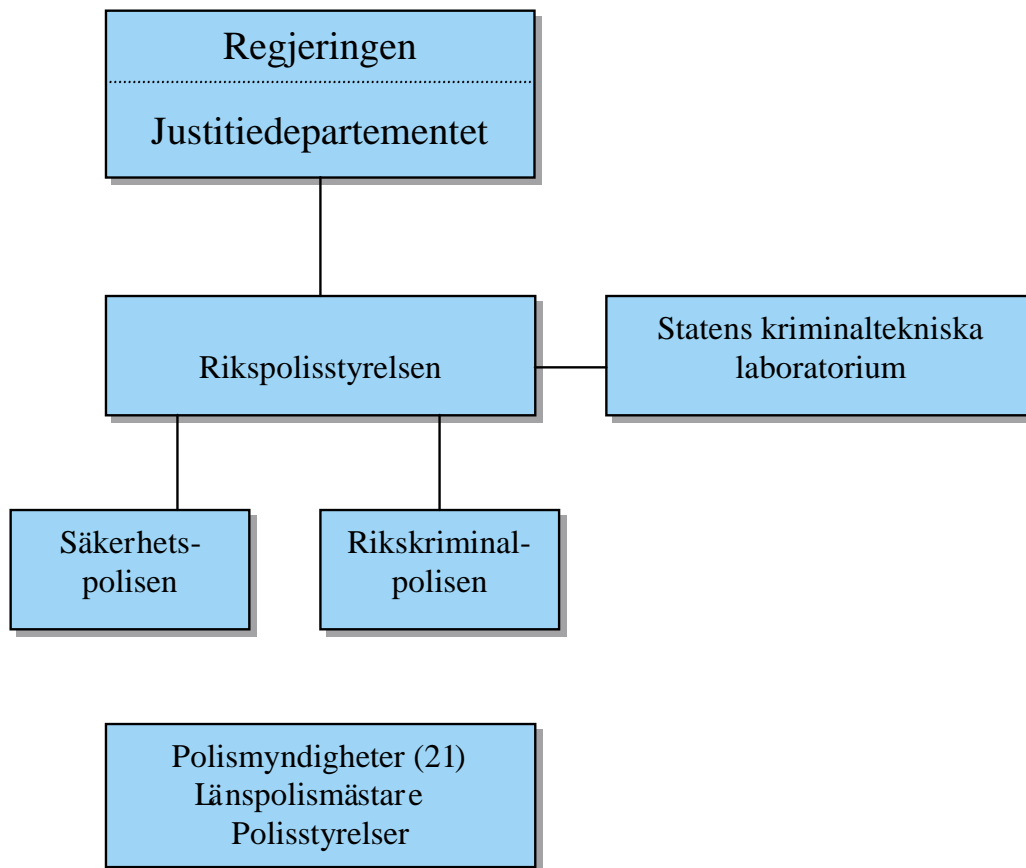 Regjeringen
Justitiedepartementet
Rikspolisstyrelsen
Statens kriminaltekniska
laboratorium
Säkerhets-
polisen
Rikskriminal-
polisen
Polismyndigheter (21)
Länspolismästare
Polisstyrelser